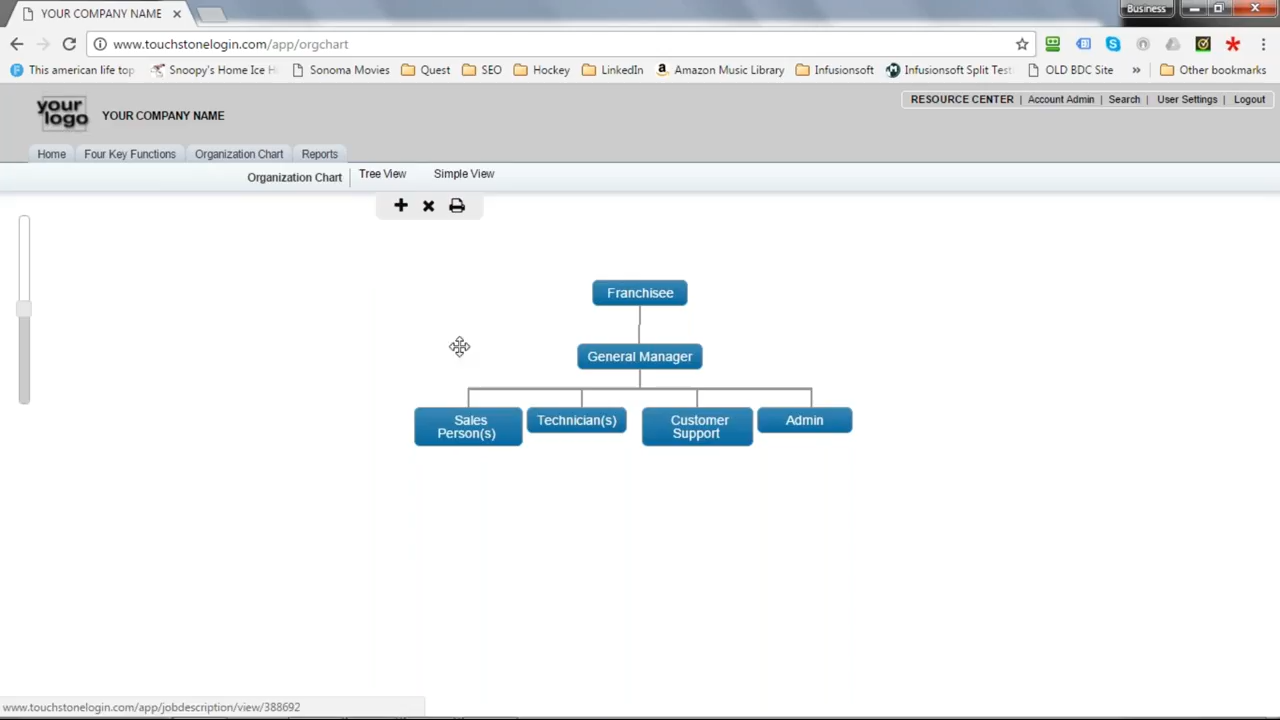 YOUR COMPANY NAME
Business
www.touchstonelogin.com/app/orgchart
This american life top
Snoopy's Home Ice H
Sonoma Movies
Quest
SEO
Hockey
LinkedIn
Amazon Music Library
Infusionsoft
Infusionsoft Split Test
OLD BDC Site
»
Other bookmarks
your
logo
YOUR COMPANY NAME
RESOURCE CENTER | Account Admin | Search | User Settings | Logout
Home
Four Key Functions
Organization Chart
Reports
Organization Chart
Tree View
Simple View
Franchisee
General Manager
Sales
Person(s)
Technician(s)
Customer
Support
Admin
www.touchstonelogin.com/app/jobdescription/view/388692